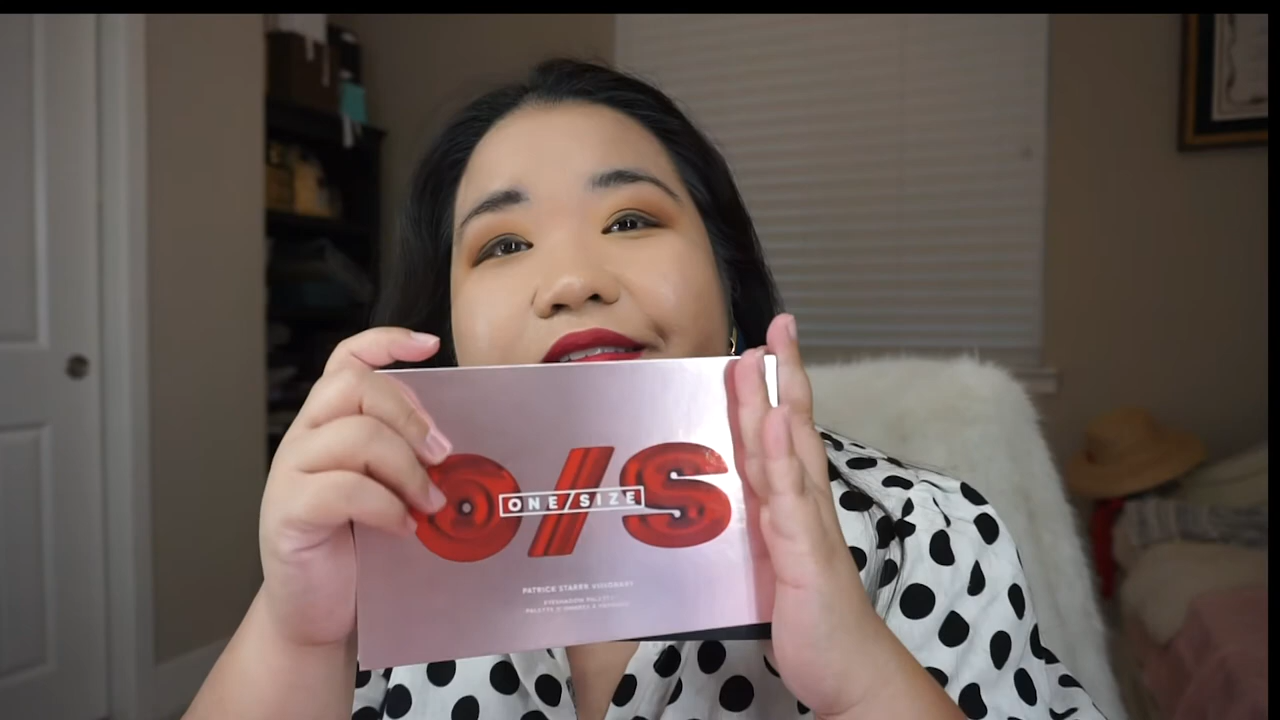 O/S
ONE/SIZE
PATRICK STARRR VISIONARY
EYESHADOW PALETTE
PALETTE D'OMBRES À PAUPIÈRES